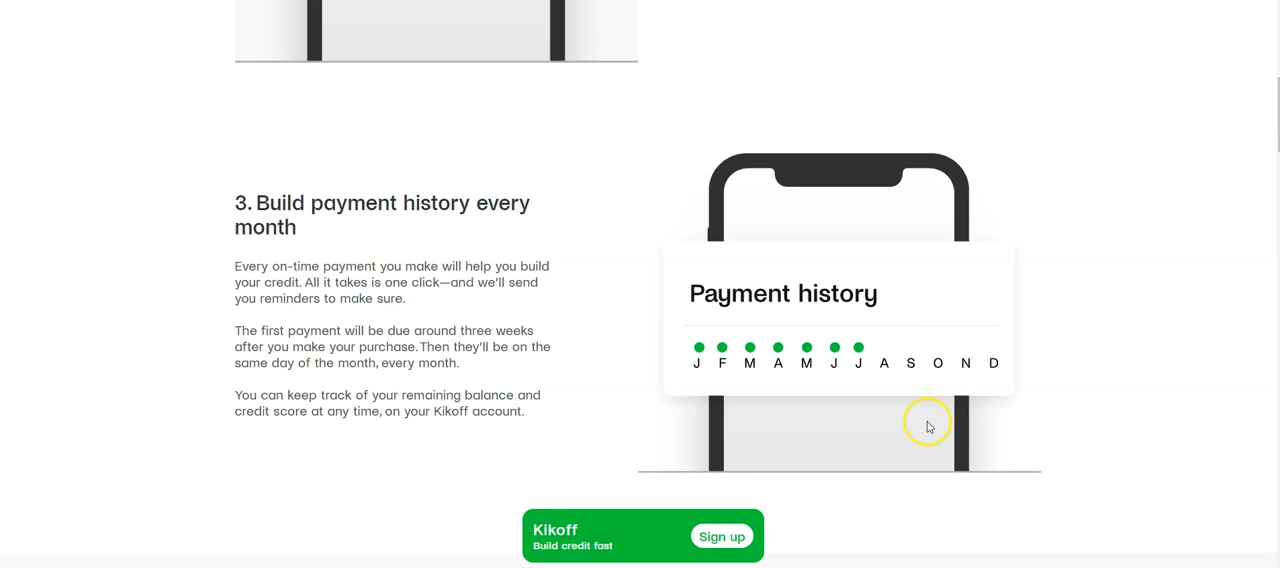 3. Build payment history every
month
Every on-time payment you make will help you build
your credit. All it takes is one click—and we'll send
you reminders to make sure.
The first payment will be due around three weeks
after you make your purchase. Then they'll be on the
same day of the month, every month.
You can keep track of your remaining balance and
credit score at any time, on your Kikoff account.
Payment history
J F M A M J J A S O N D
Kikoff
Build credit fast
Sign up